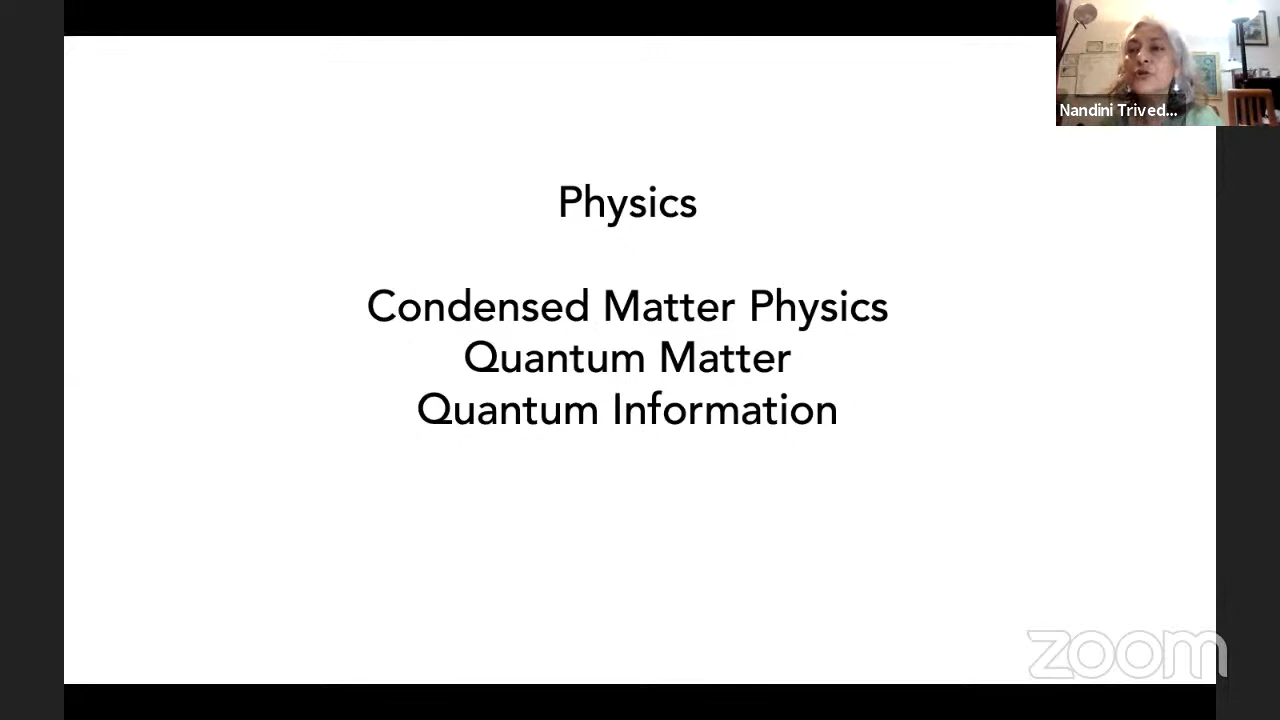 Nandini Trived...
Physics
Condensed Matter Physics
Quantum Matter
Quantum Information
zoom